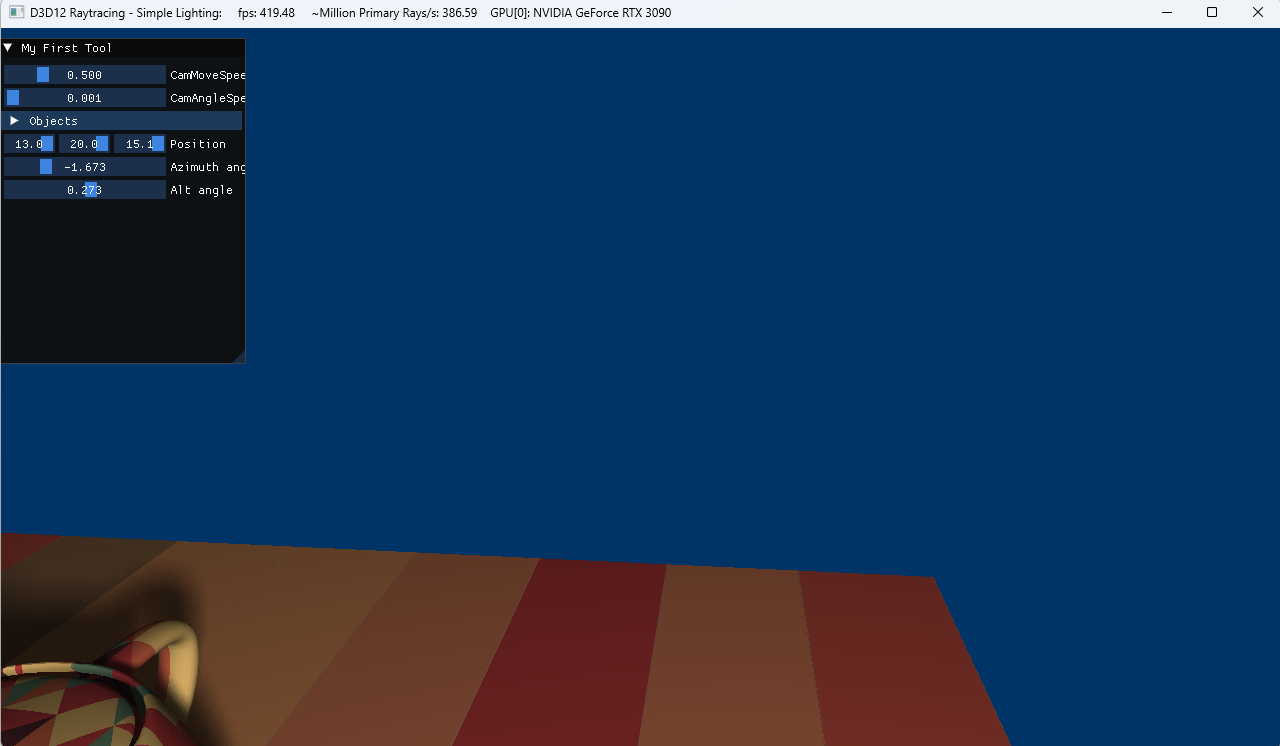 D3D12 Raytracing - Simple Lighting: fps: 419.48 ~Million Primary Rays/s: 386.59 GPU[0]: NVIDIA GeForce RTX 3090
My First Tool
0.500 CamMoveSpee
0.001 CamAngleSpe
Objects
13.0 20.0 15.1 Position
-1.673 Azimuth ang
0.273 Alt angle